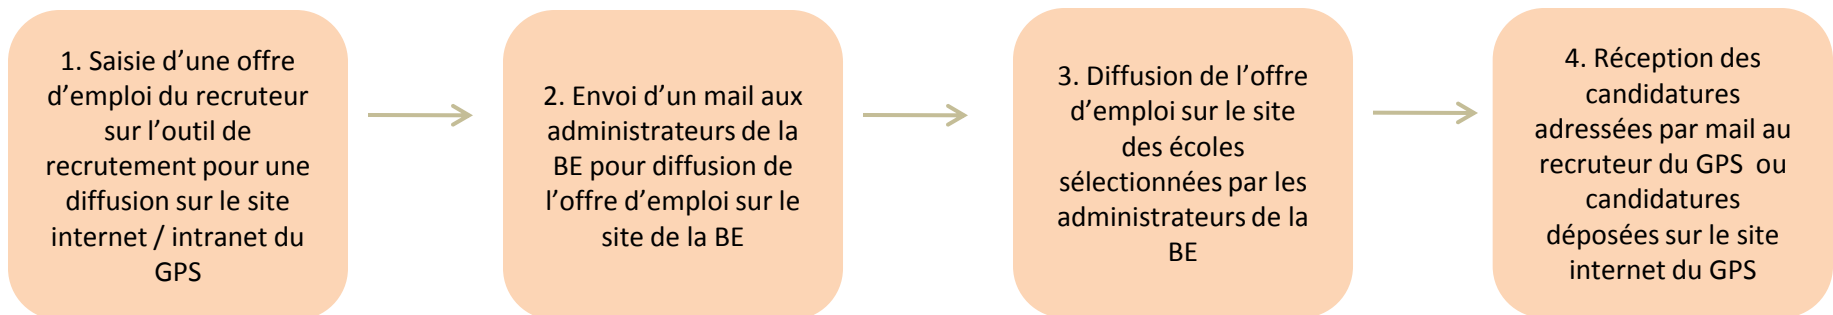 1. Saisie d’une offre
d’emploi du recruteur
sur l’outil de
recrutement pour une
diffusion sur le site
internet / intranet du
GPS
2. Envoi d’un mail aux
administrateurs de la
BE pour diffusion de
l’offre d’emploi sur le
site de la BE
3. Diffusion de l’offre
d’emploi sur le site
des écoles
sélectionnées par les
administrateurs de la
BE
4. Réception des
candidatures
adressées par mail au
recruteur du GPS  ou
candidatures
déposées sur le site
internet du GPS